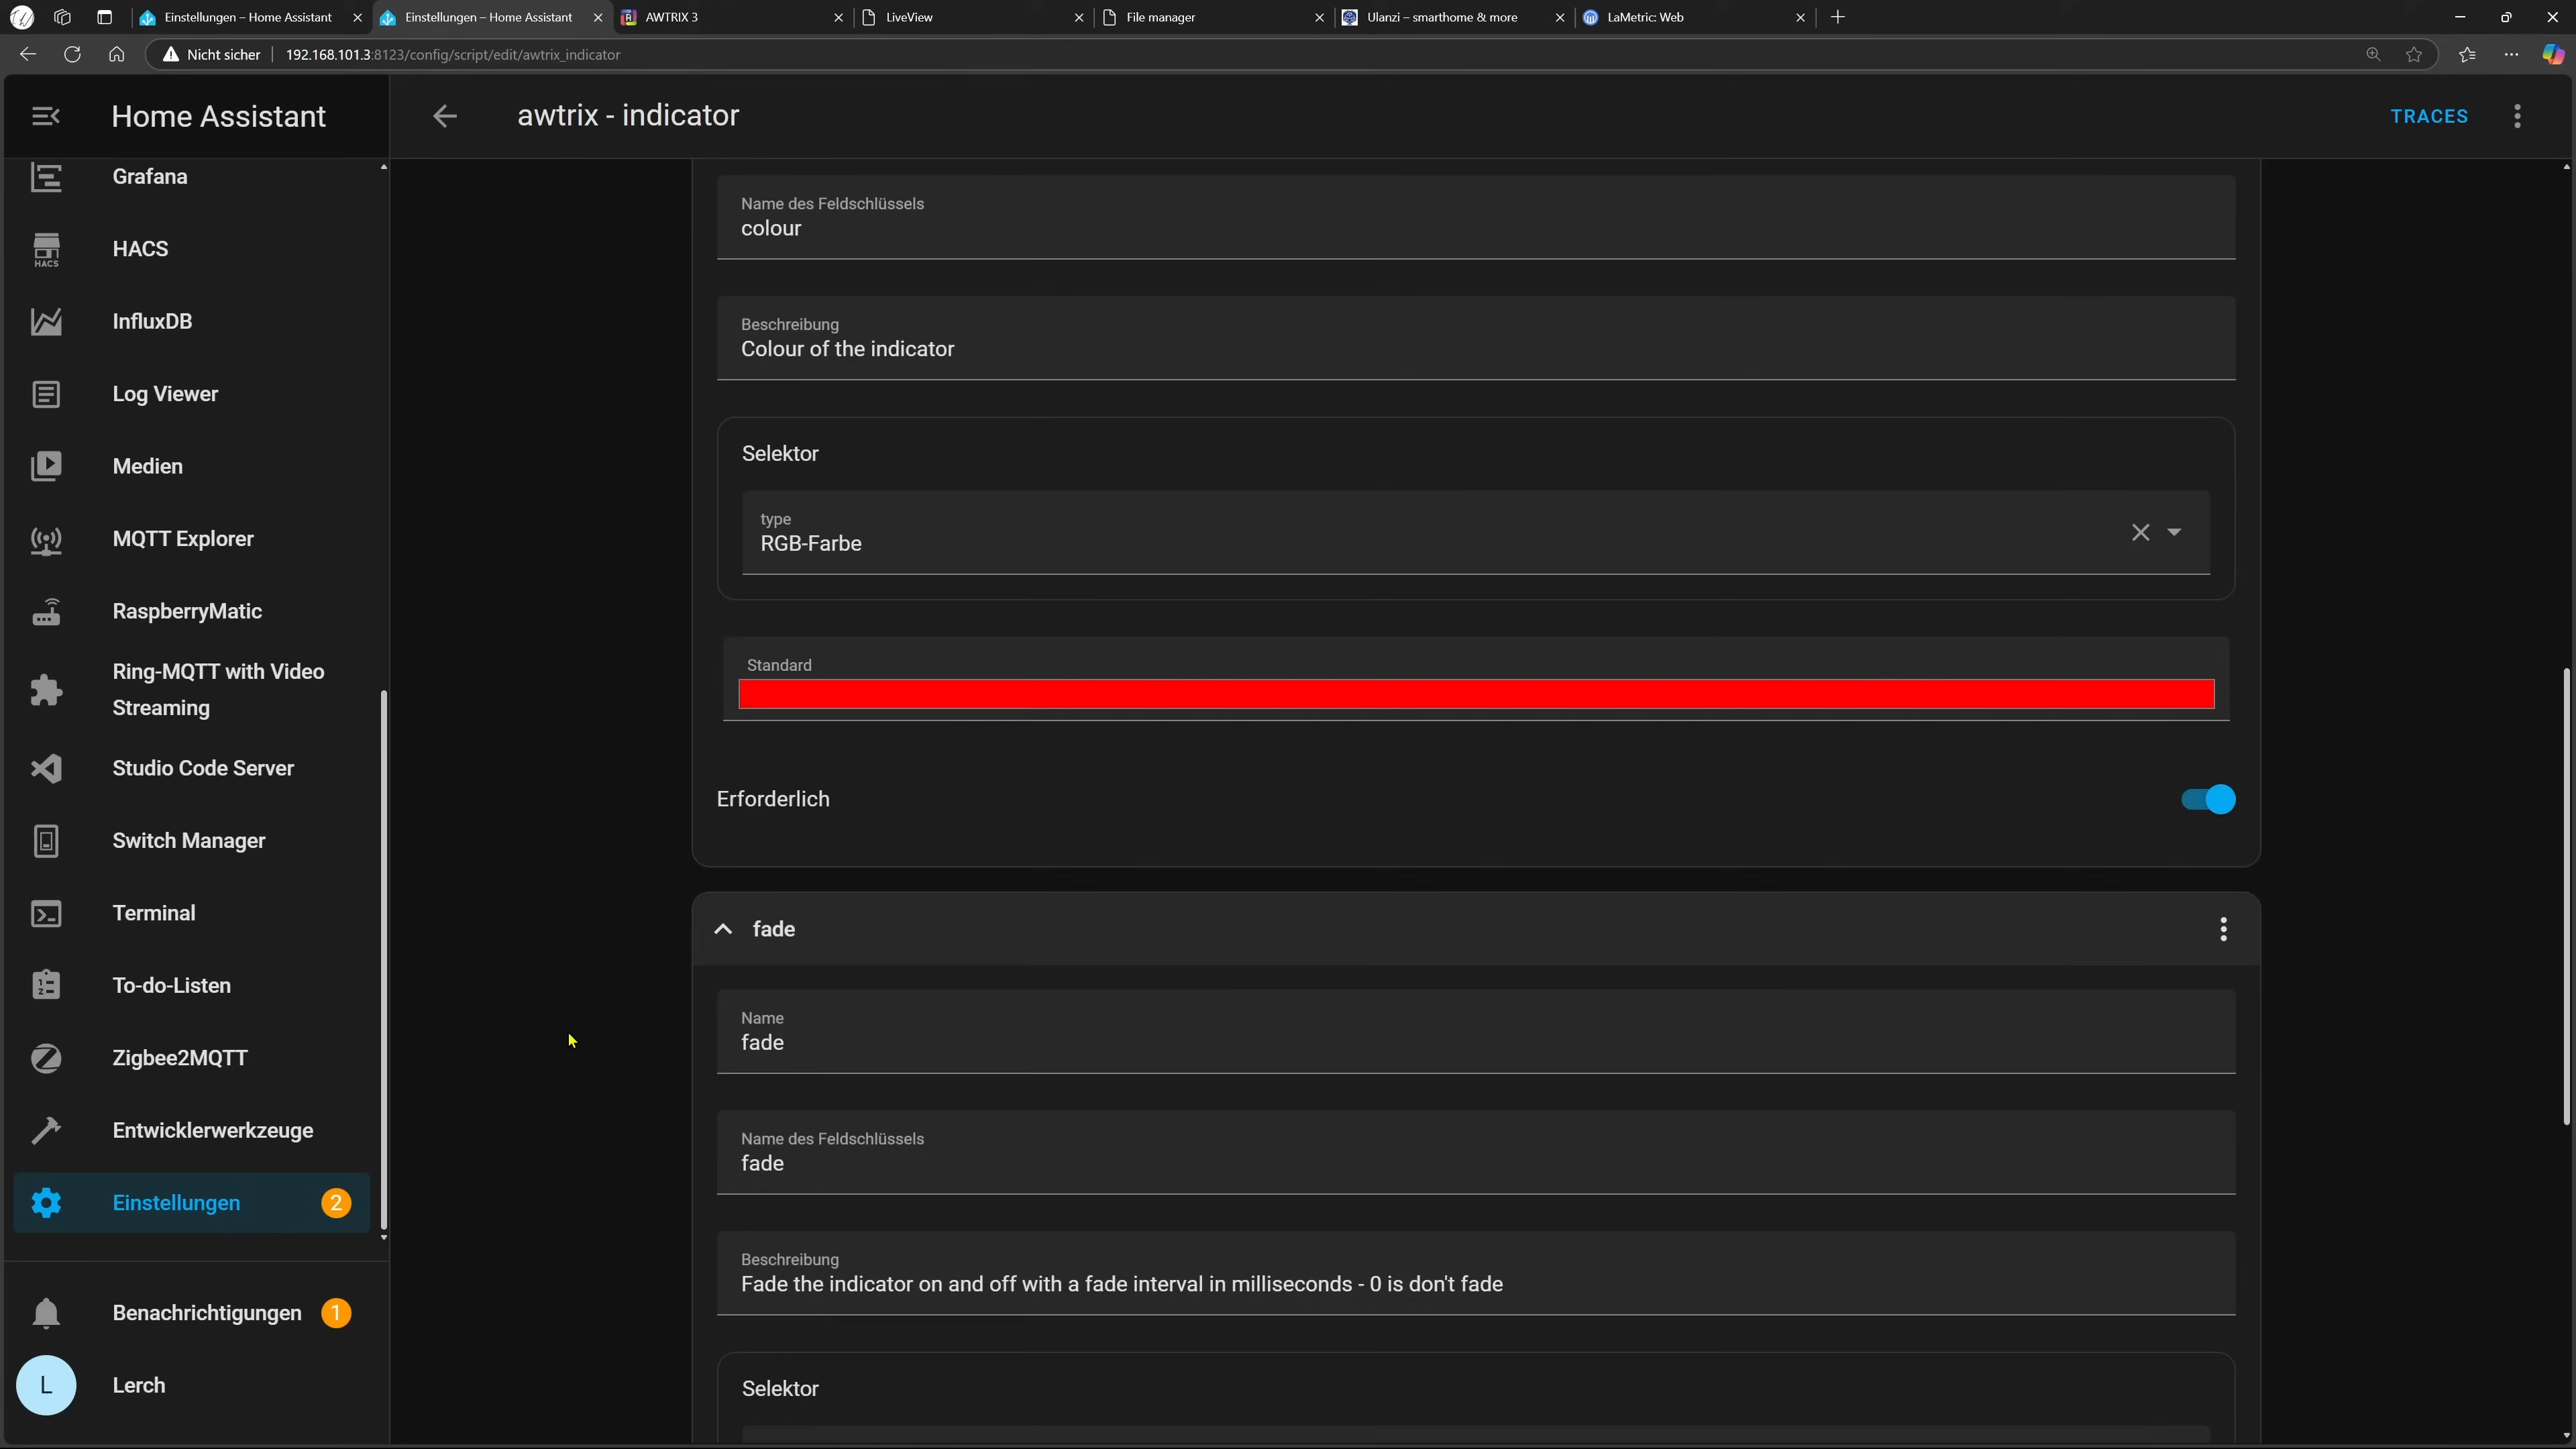 Einstellungen – Home Assistant
Einstellungen – Home Assistant
AWTRIX 3
LiveView
File manager
Ulanzi – smarthome & more
LaMetric: Web
Nicht sicher
192.168.101.3:8123/config/script/edit/awtrix_indicator
Home Assistant
awtrix - indicator
TRACES
Grafana
HACS
HACS
InfluxDB
Log Viewer
Medien
MQTT Explorer
RaspberryMatic
Ring-MQTT with Video
Streaming
Studio Code Server
Switch Manager
Terminal
To-do-Listen
Zigbee2MQTT
Entwicklerwerkzeuge
Einstellungen
2
Benachrichtigungen
1
L
Lerch
Name des Feldschlüssels
colour
Beschreibung
Colour of the indicator
Selektor
type
RGB-Farbe
Standard
Erforderlich
fade
Name
fade
Name des Feldschlüssels
fade
Beschreibung
Fade the indicator on and off with a fade interval in milliseconds - 0 is don't fade
Selektor